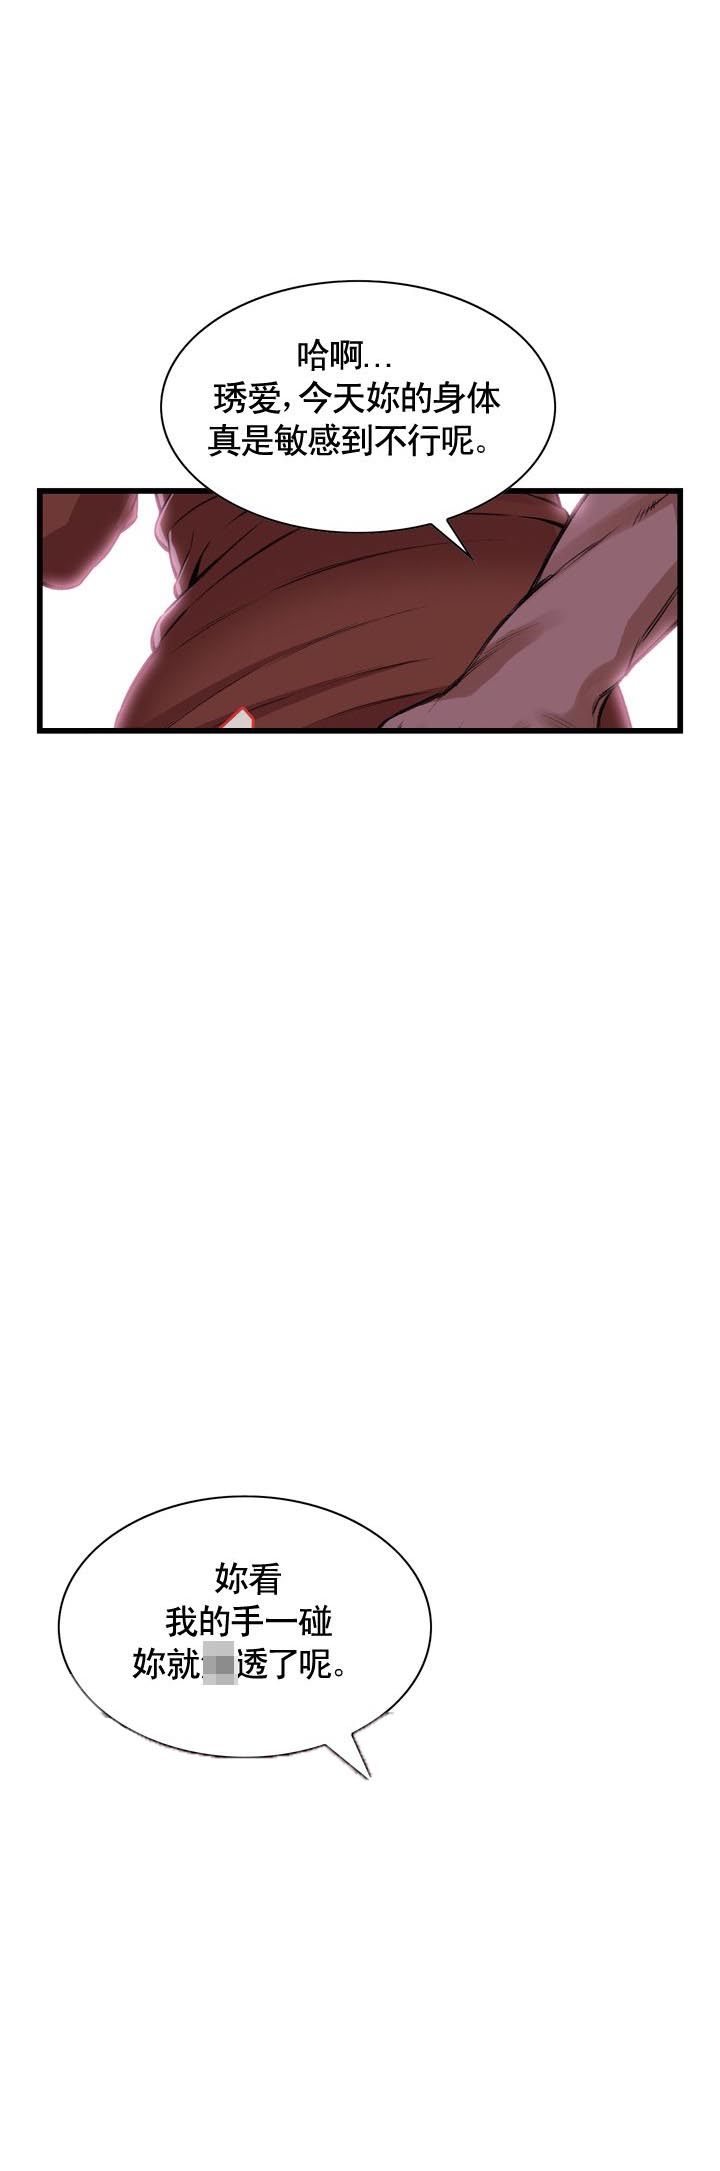 哈啊…
琇爱，今天妳的身体
真是敏感到不行呢。
妳看
我的手一碰
妳就透了呢。